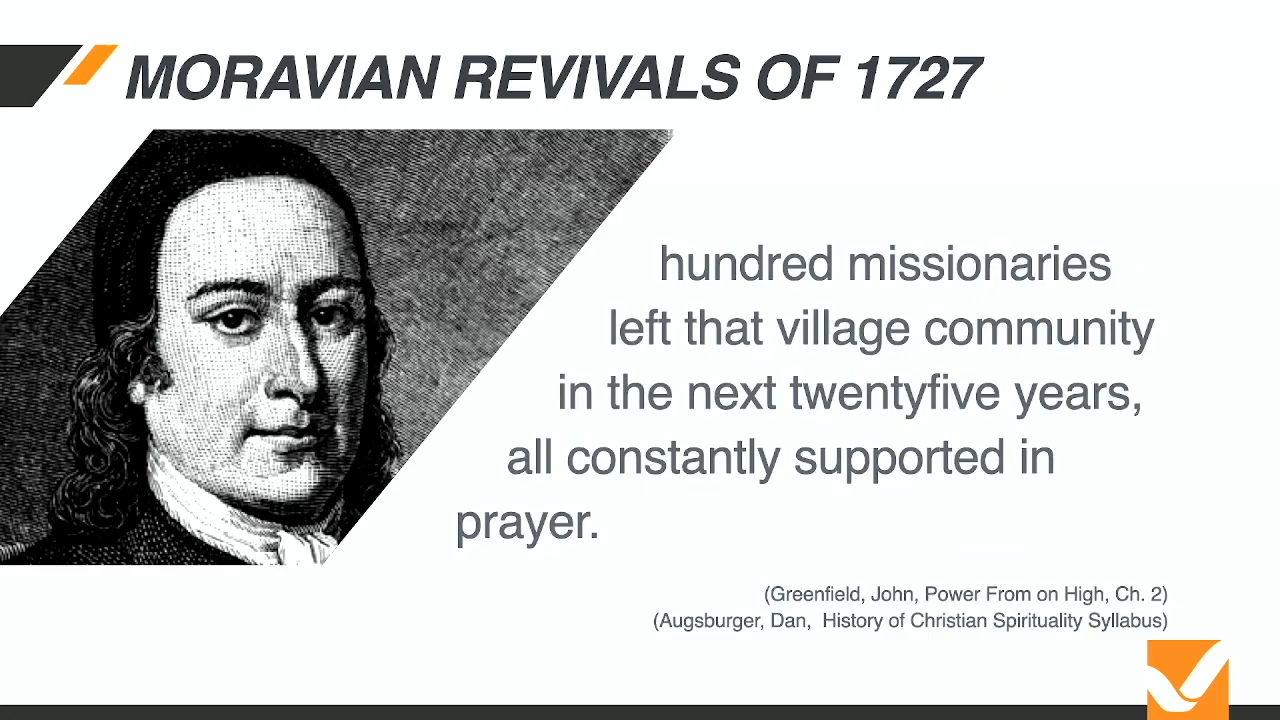 MORAVIAN REVIVALS OF 1727
hundred missionaries
left that village community
in the next twentyfive years,
all constantly supported in
prayer.
(Greenfield, John, Power From on High, Ch. 2)
(Augsburger, Dan,  History of Christian Spirituality Syllabus)